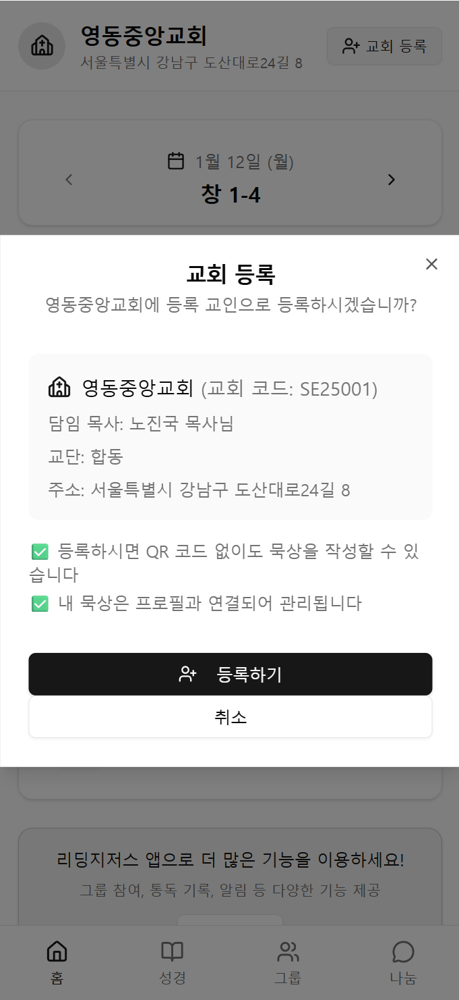 영동중앙교회
서울특별시 강남구 도산대로24길 8
교회 등록
1월 12일 (월)
창 1-4
교회 등록
영동중앙교회에 등록 교인으로 등록하시겠습니까?
영동중앙교회 (교회 코드: SE25001)
담임 목사: 노진국 목사님
교단: 합동
주소: 서울특별시 강남구 도산대로24길 8
✅ 등록하시면 QR 코드 없이도 묵상을 작성할 수 있
습니다
✅ 내 묵상은 프로필과 연결되어 관리됩니다
등록하기
취소
리딩지저스 앱으로 더 많은 기능을 이용하세요!
그룹 참여, 통독 기록, 알림 등 다양한 기능 제공
홈
성경
그룹
나눔